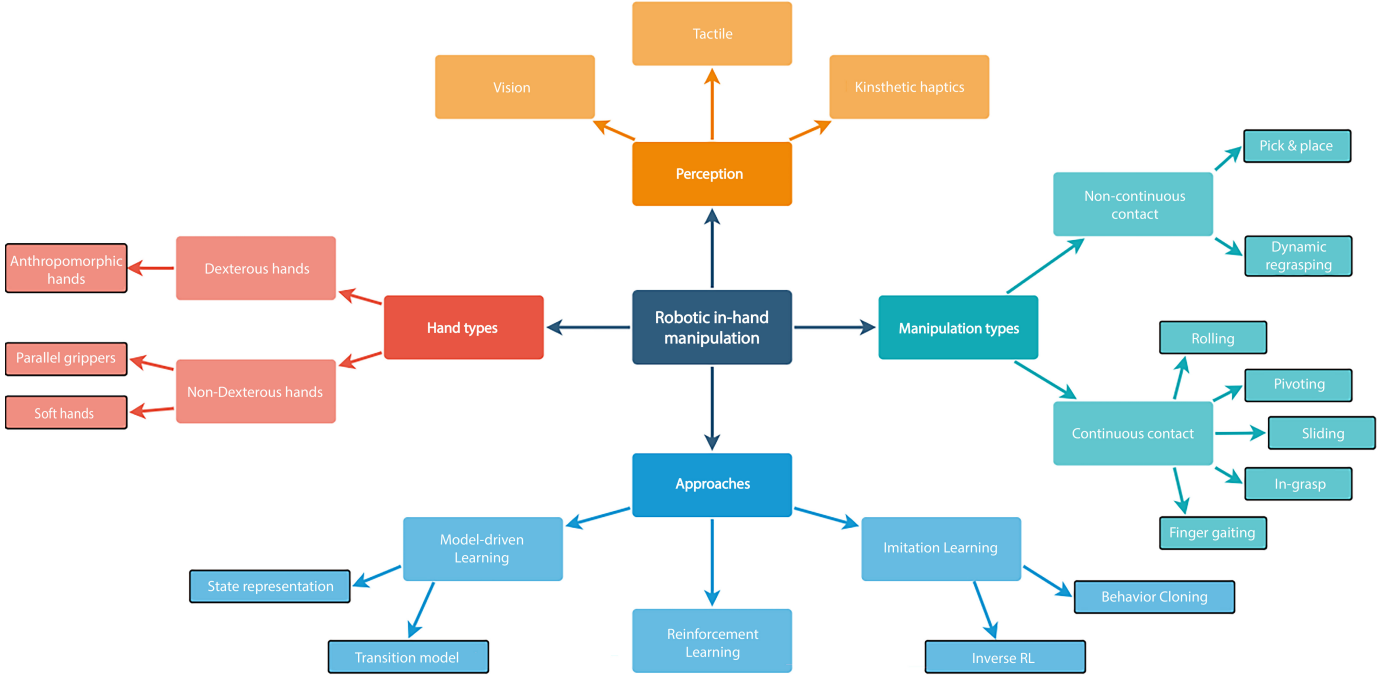 Tactile
Vision
Kinsthetic haptics
Perception
Pick & place
Non-continuous
contact
Dynamic
regrasping
Anthropomorphic
hands
Dexterous hands
Hand types
Robotic in-hand
manipulation
Manipulation types
Parallel grippers
Non-Dexterous hands
Soft hands
Rolling
Pivoting
Continuous contact
Sliding
In-grasp
Finger gaiting
Approaches
Model-driven
Learning
Imitation Learning
State representation
Behavior Cloning
Reinforcement
Learning
Transition model
Inverse RL